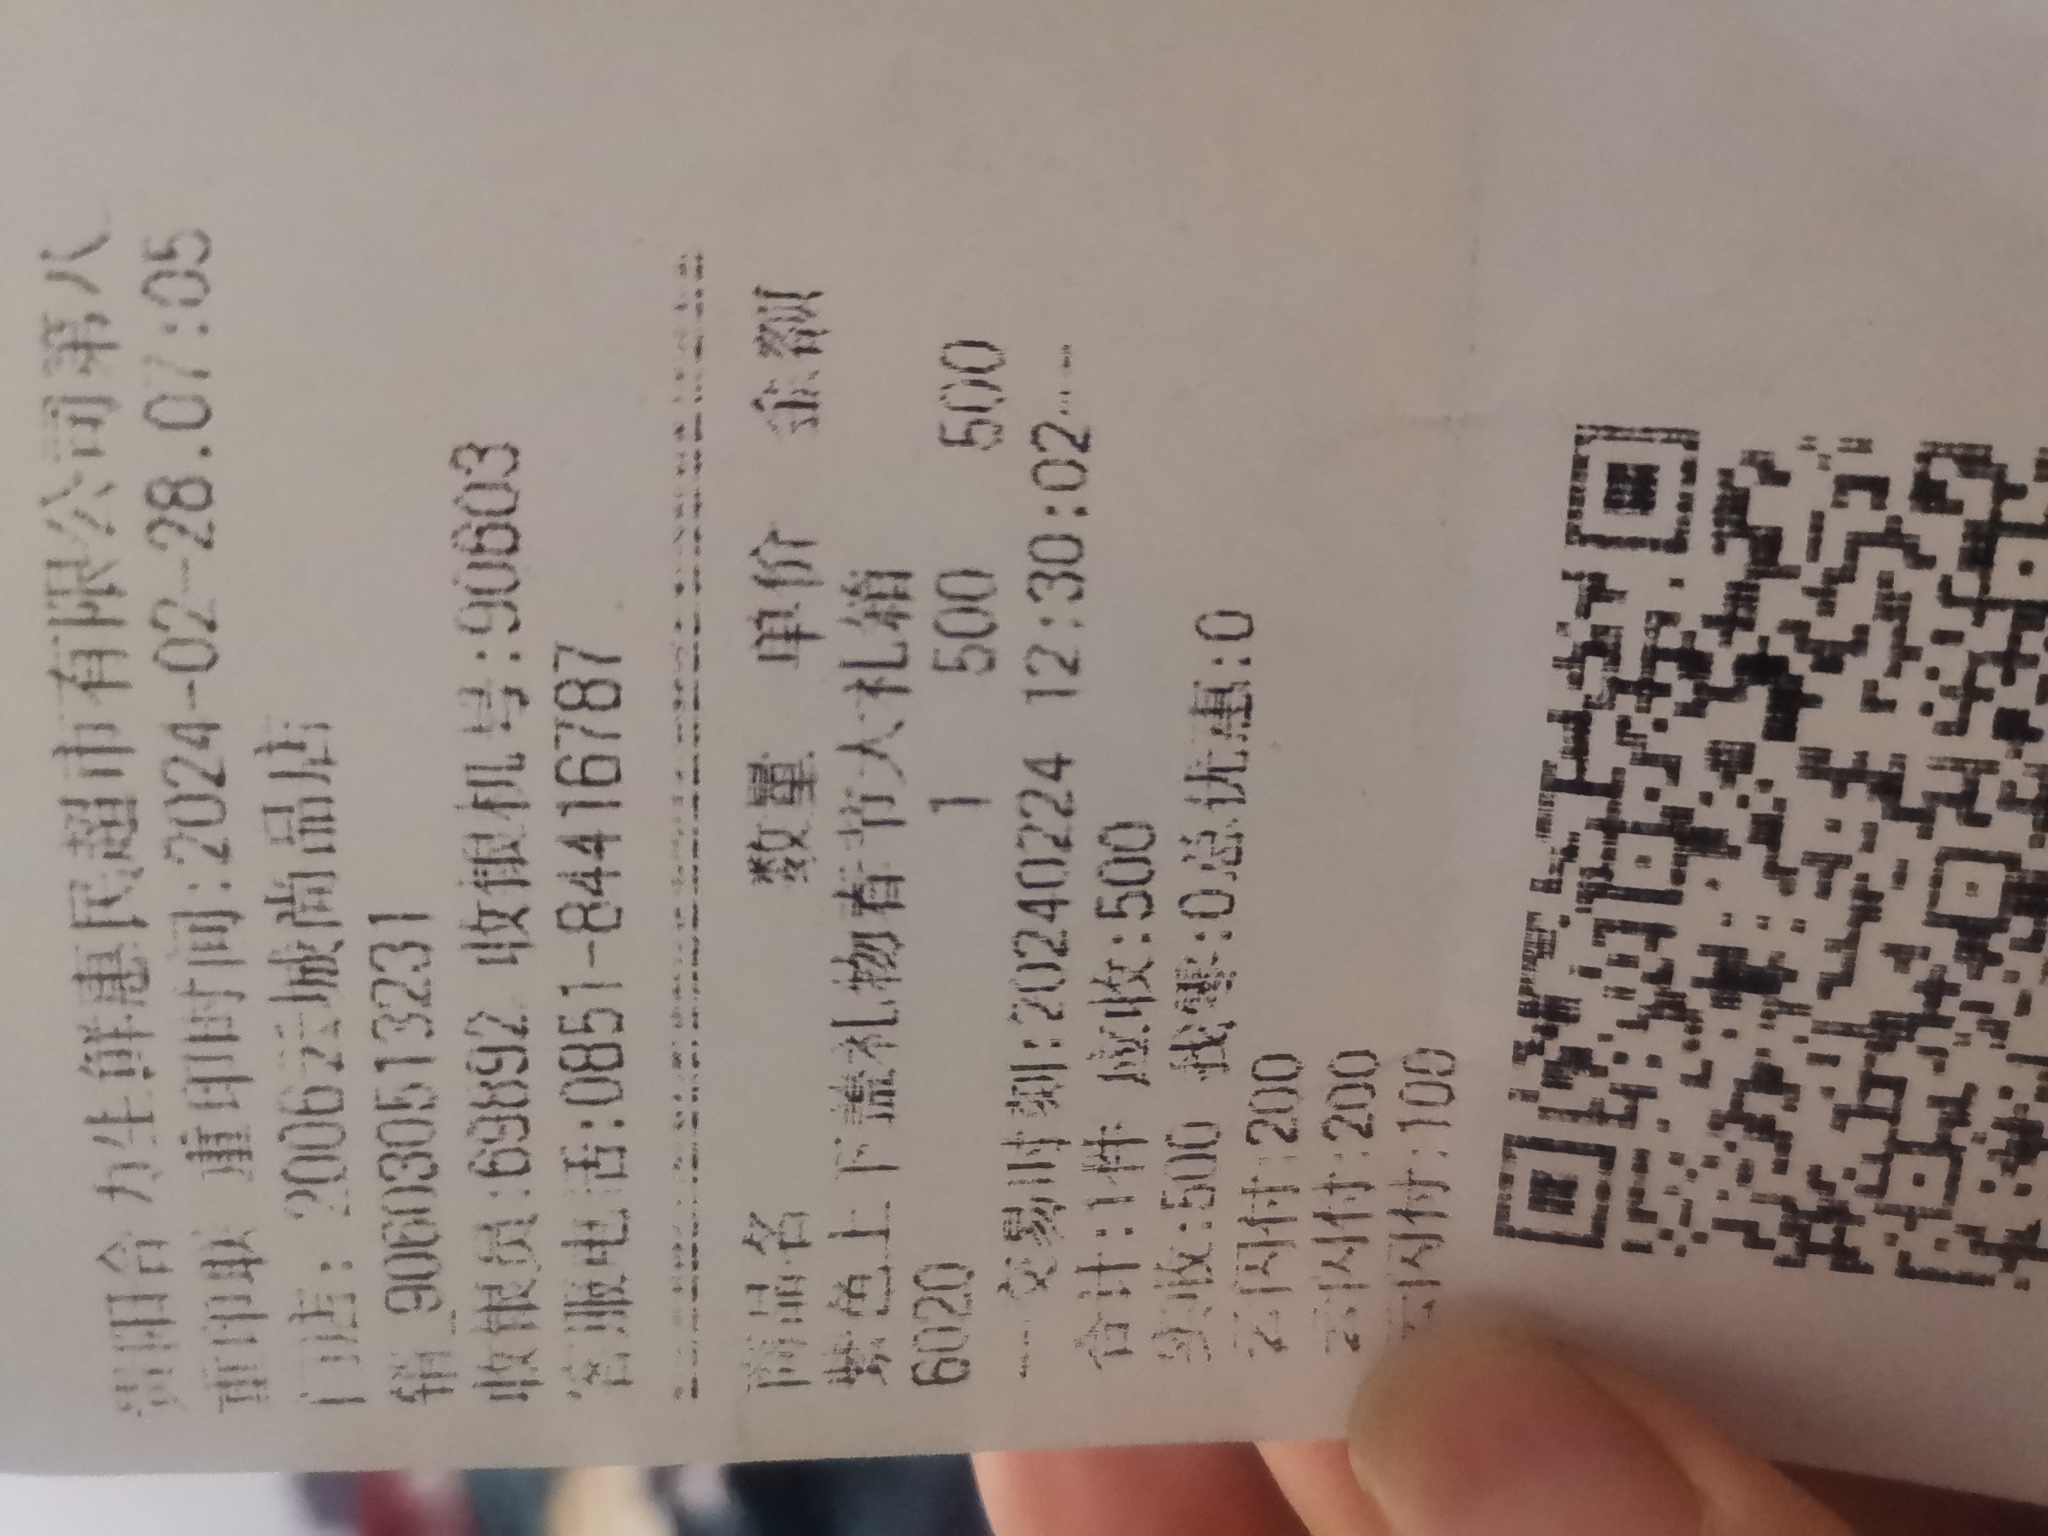 贵阳合力生鲜惠民超市有限公司第八
重印联 重印时间:2024-02-28.07:05
门店: 2006云城尚品店
销_906030513231
收银员:69892 收银机号:90603
客服电话:0851-84416787
商品名 数量 单价 金额
紫色上下盖礼物春节大礼箱
6020 1 500 500
---交易时刻:20240224 12:30:02---
合计:1件 应收:500
实收:500 找零:0总优惠:0
云闪付:200
云闪付:200
云闪付:100